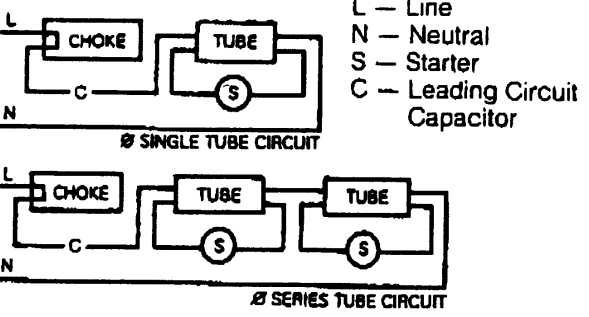 L
CHOKE
TUBE
C
S
N
Ø SINGLE TUBE CIRCUIT
L — Line
N — Neutral
S — Starter
C — Leading Circuit
Capacitor
L
CHOKE
TUBE
TUBE
C
S
S
N
Ø SERIES TUBE CIRCUIT